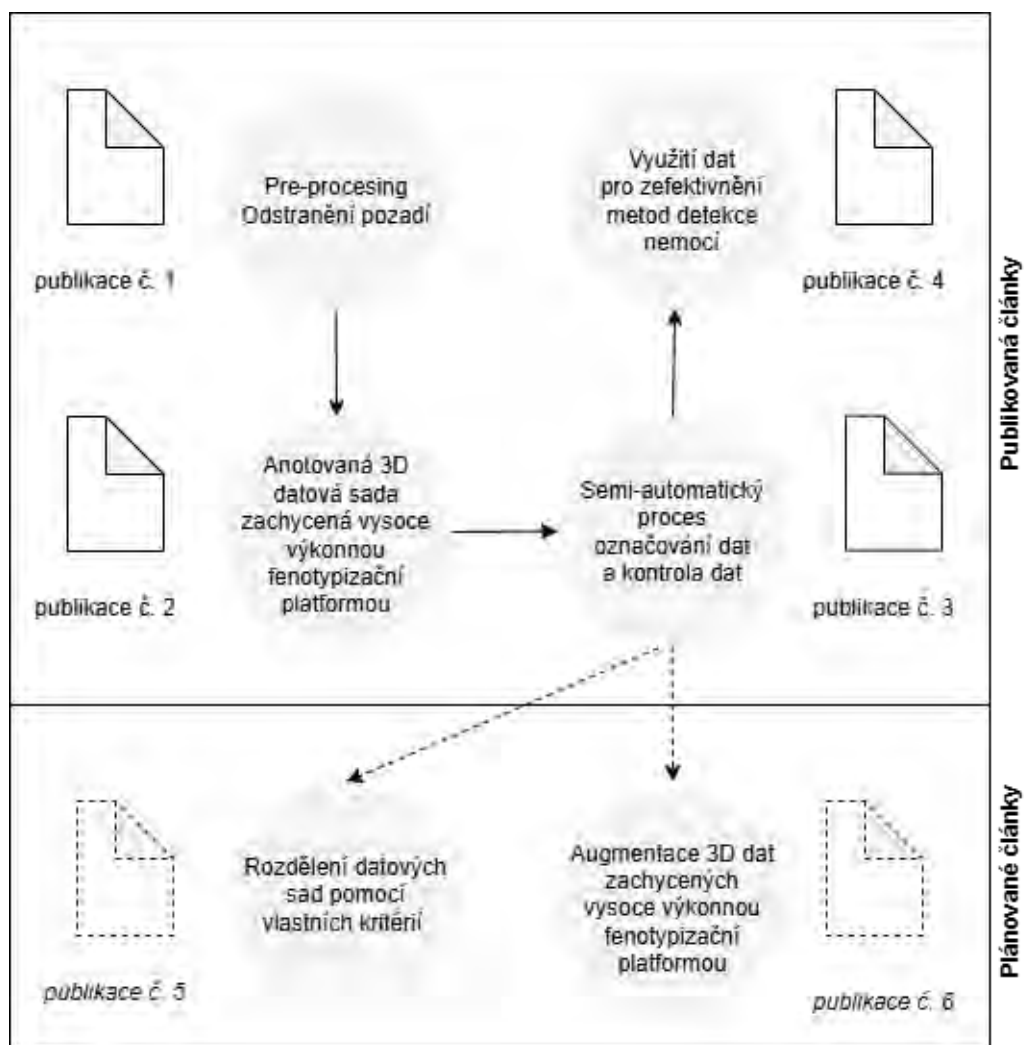 Pre-procesing
Odstranění pozadí
publikace č. 1
Využití dat
pro zefektivnění
metod detekce
nemocí
publikace č. 4
Publikovaná články
Anotovaná 3D
datová sada
zachycená vysoce
výkonnou
fenotypizační
platformou
publikace č. 2
Semi-automatický
proces
označování dat
a kontrola dat
publikace č. 3
Rozdělení datových
sad pomocí
vlastních kritérií
publikace č. 5
Augmentace 3D dat
zachycených
vysoce výkonnou
fenotypizační
platformou
publikace č. 6
Plánované články